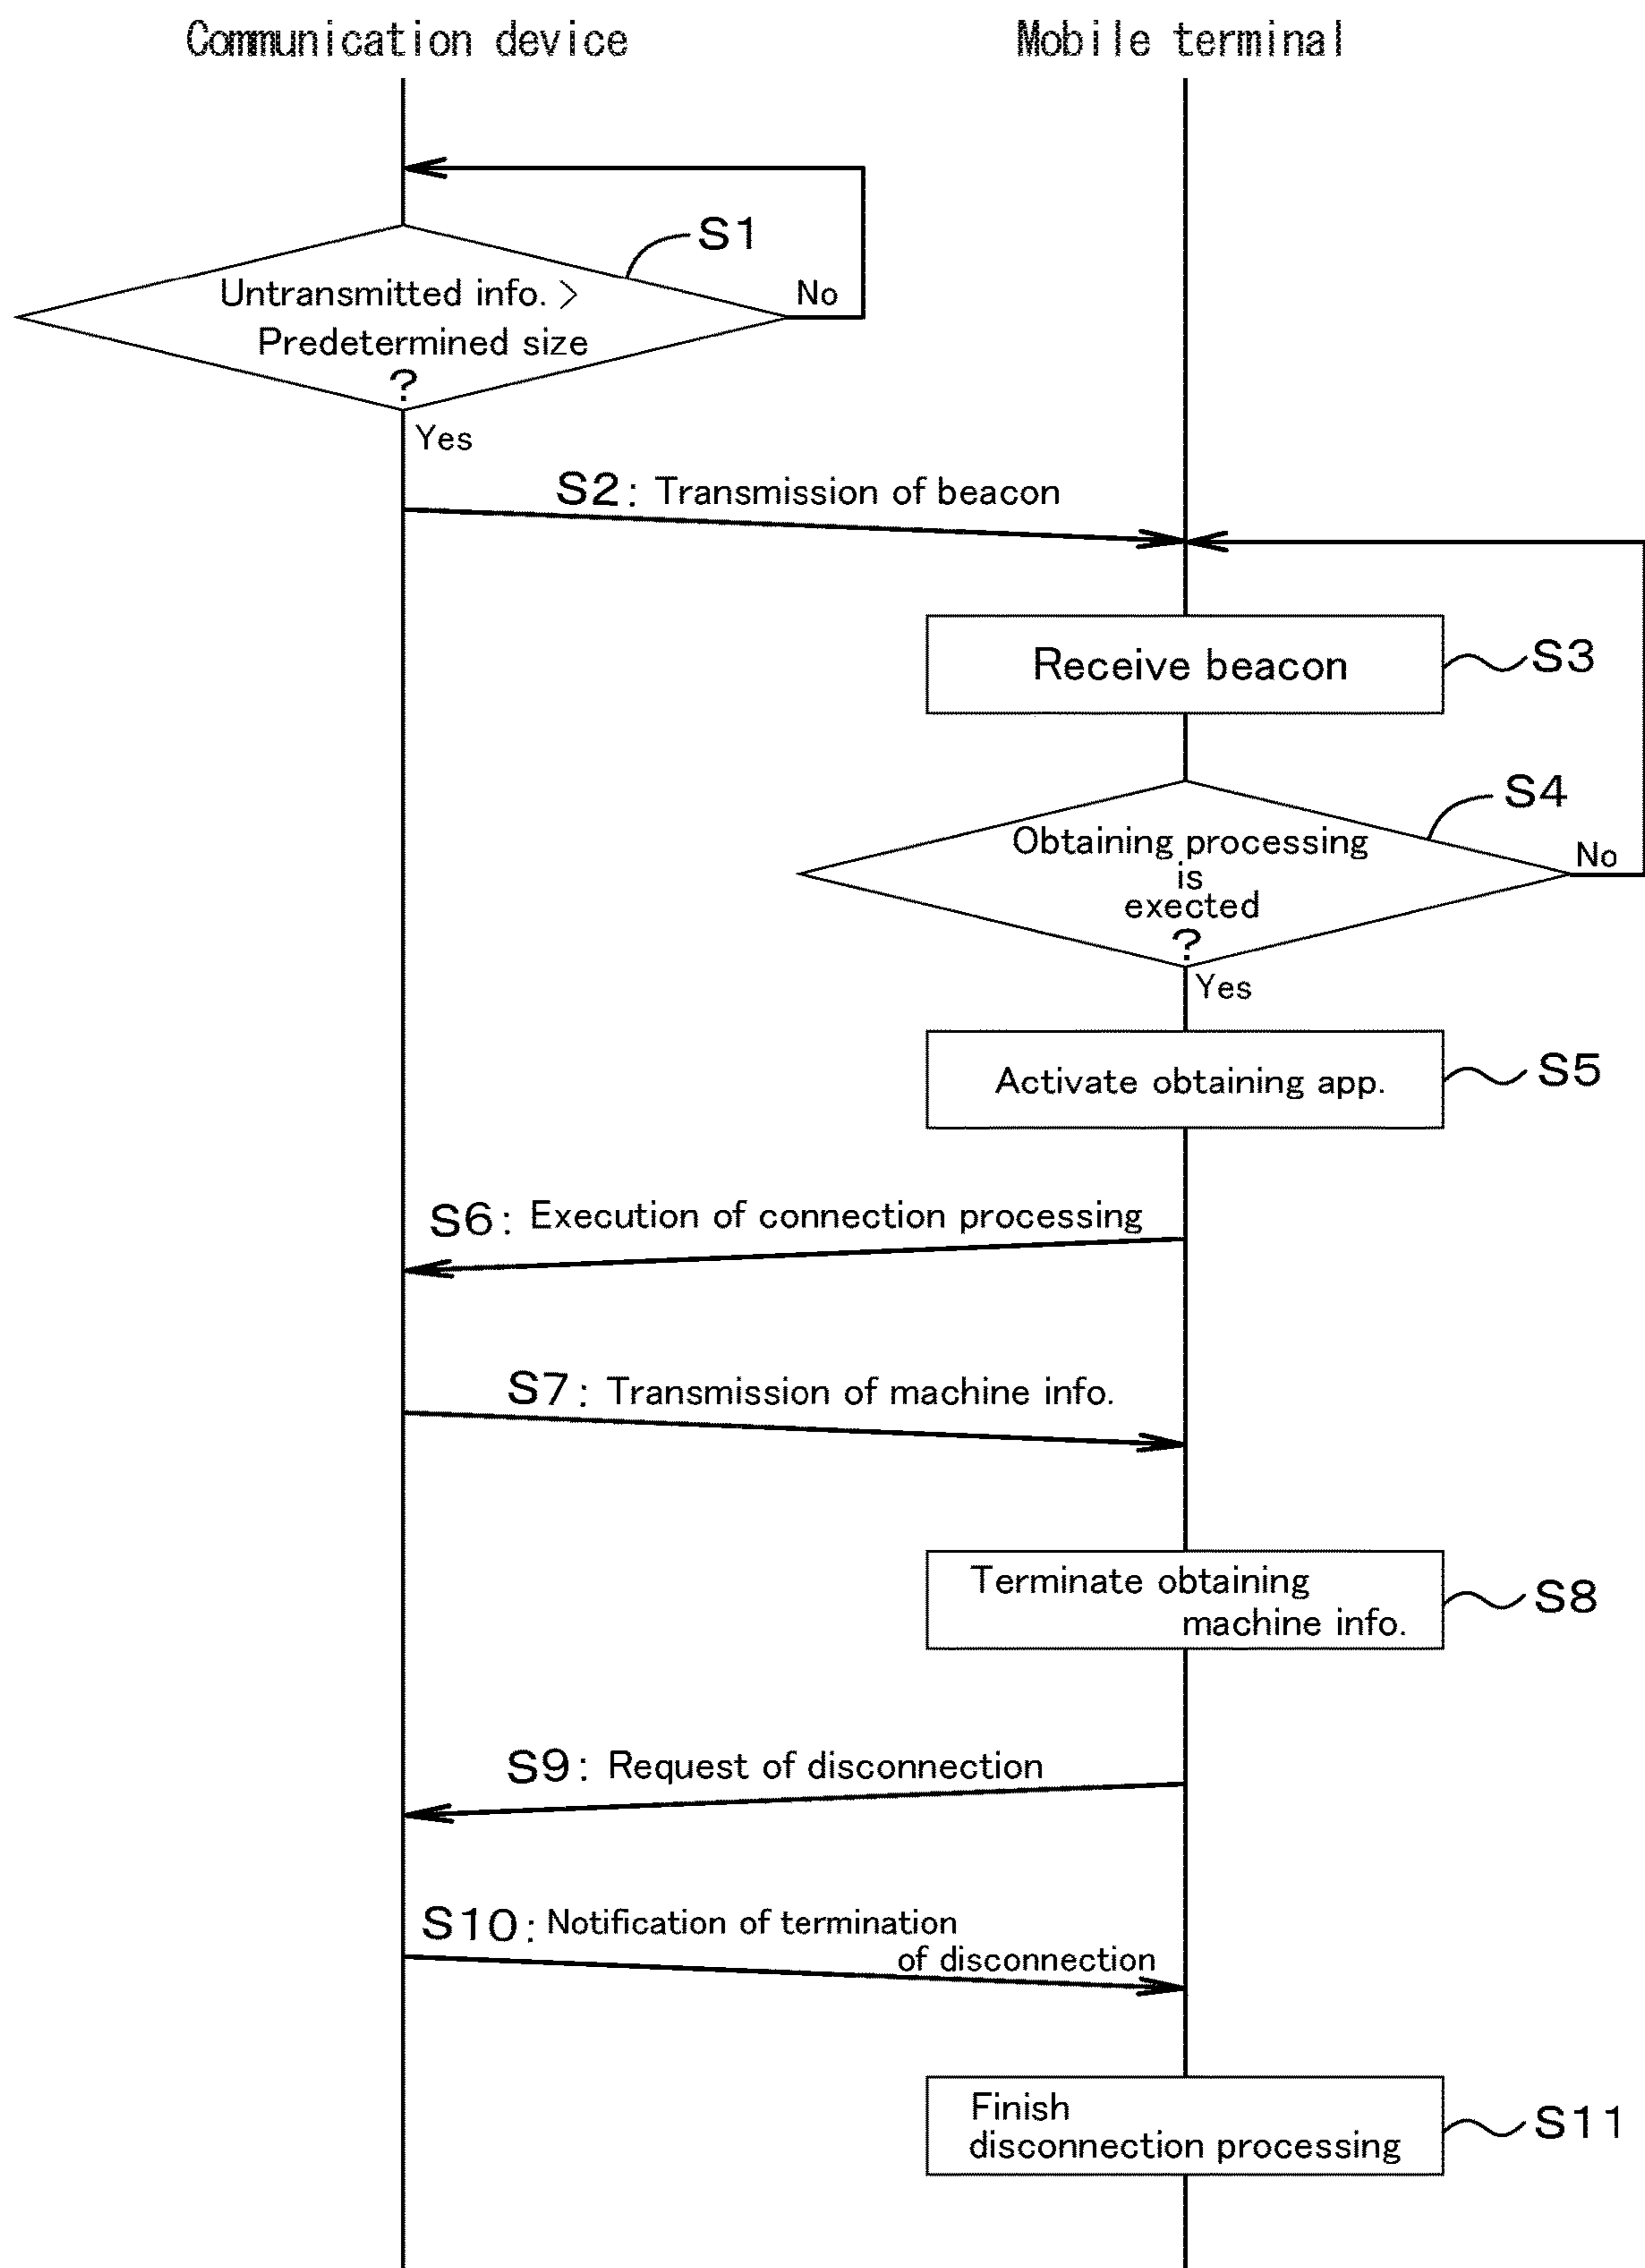 Communication device
Mobile terminal
S1
Untransmitted info. >
Predetermined size
?
No
Yes
S2: Transmission of beacon
Receive beacon
S3
S4
Obtaining processing
is
exected
?
No
Yes
Activate obtaining app.
S5
S6: Execution of connection processing
S7: Transmission of machine info.
Terminate obtaining
machine info.
S8
S9: Request of disconnection
S10: Notification of termination
of disconnection
Finish
disconnection processing
S11